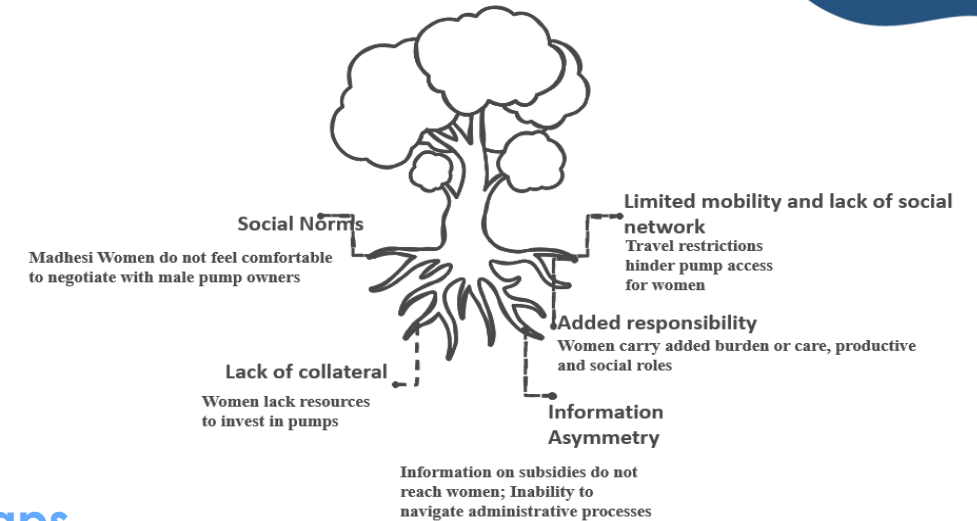 Limited mobility and lack of social
network
Travel restrictions
hinder pump access
for women
Social Norms
Madhesi Women do not feel comfortable
to negotiate with male pump owners
Added responsibility
Women carry added burden or care, productive
and social roles
Lack of collateral
Women lack resources
to invest in pumps
Information
Asymmetry
Information on subsidies do not
reach women; Inability to
navigate administrative processes